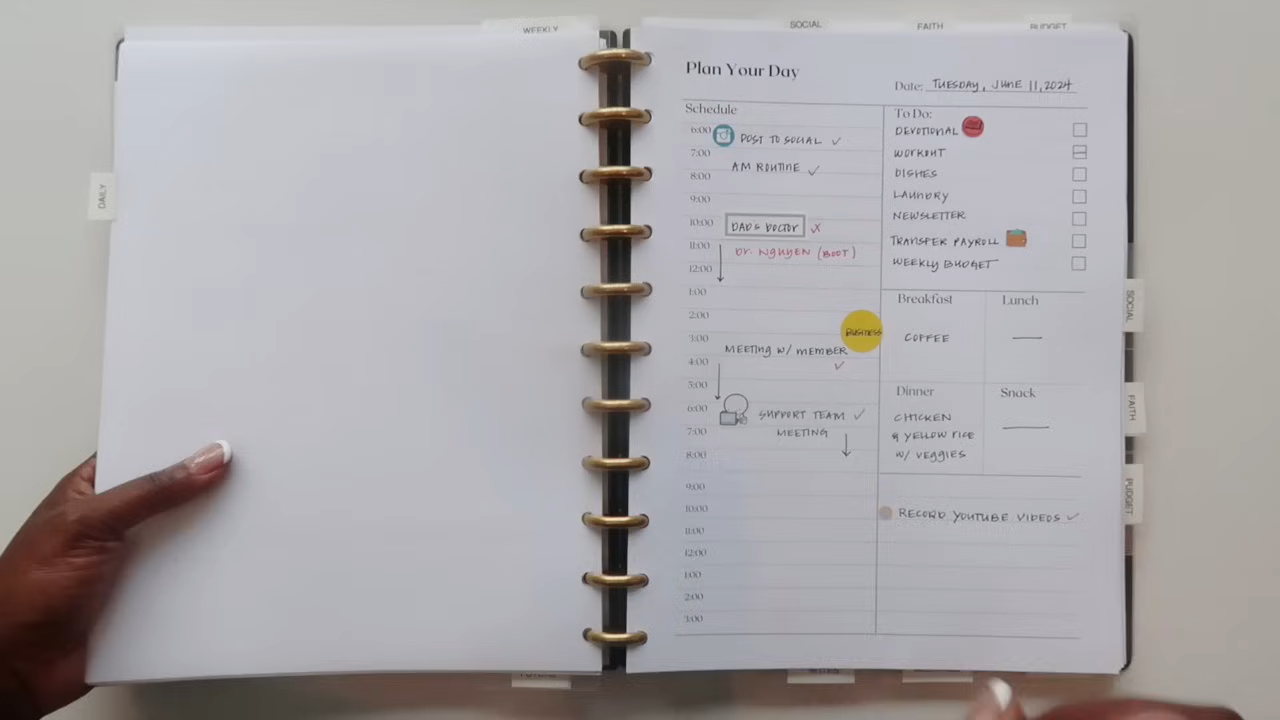 WEEKLY
SOCIAL
FAITH
BUDGET
DAILY
Plan Your Day
Date: TUESDAY, JUNE 11, 2024
Schedule
6:00 POST TO SOCIAL ✓
7:00
AM ROUTINE ✓
8:00
9:00
10:00 DAD'S DOCTOR ✗
11:00 Dr. NGUYEN (BOOT)
12:00
1:00
2:00
BUSINESS
3:00
MEETING W/ MEMBER
4:00 ✓
5:00
6:00 SUPPORT TEAM ✓
7:00 MEETING
8:00
9:00
10:00
11:00
12:00
1:00
2:00
3:00
To Do:
DEVOTIONAL
WORKOUT
DISHES
LAUNDRY
NEWSLETTER
TRANSFER PAYROLL
WEEKLY BUDGET
Breakfast
COFFEE
Lunch
—
Dinner
CHICKEN
& YELLOW RICE
W/ VEGGIES
Snack
—
RECORD YOUTUBE VIDEOS ✓
SOCIAL
FAITH
BUDGET